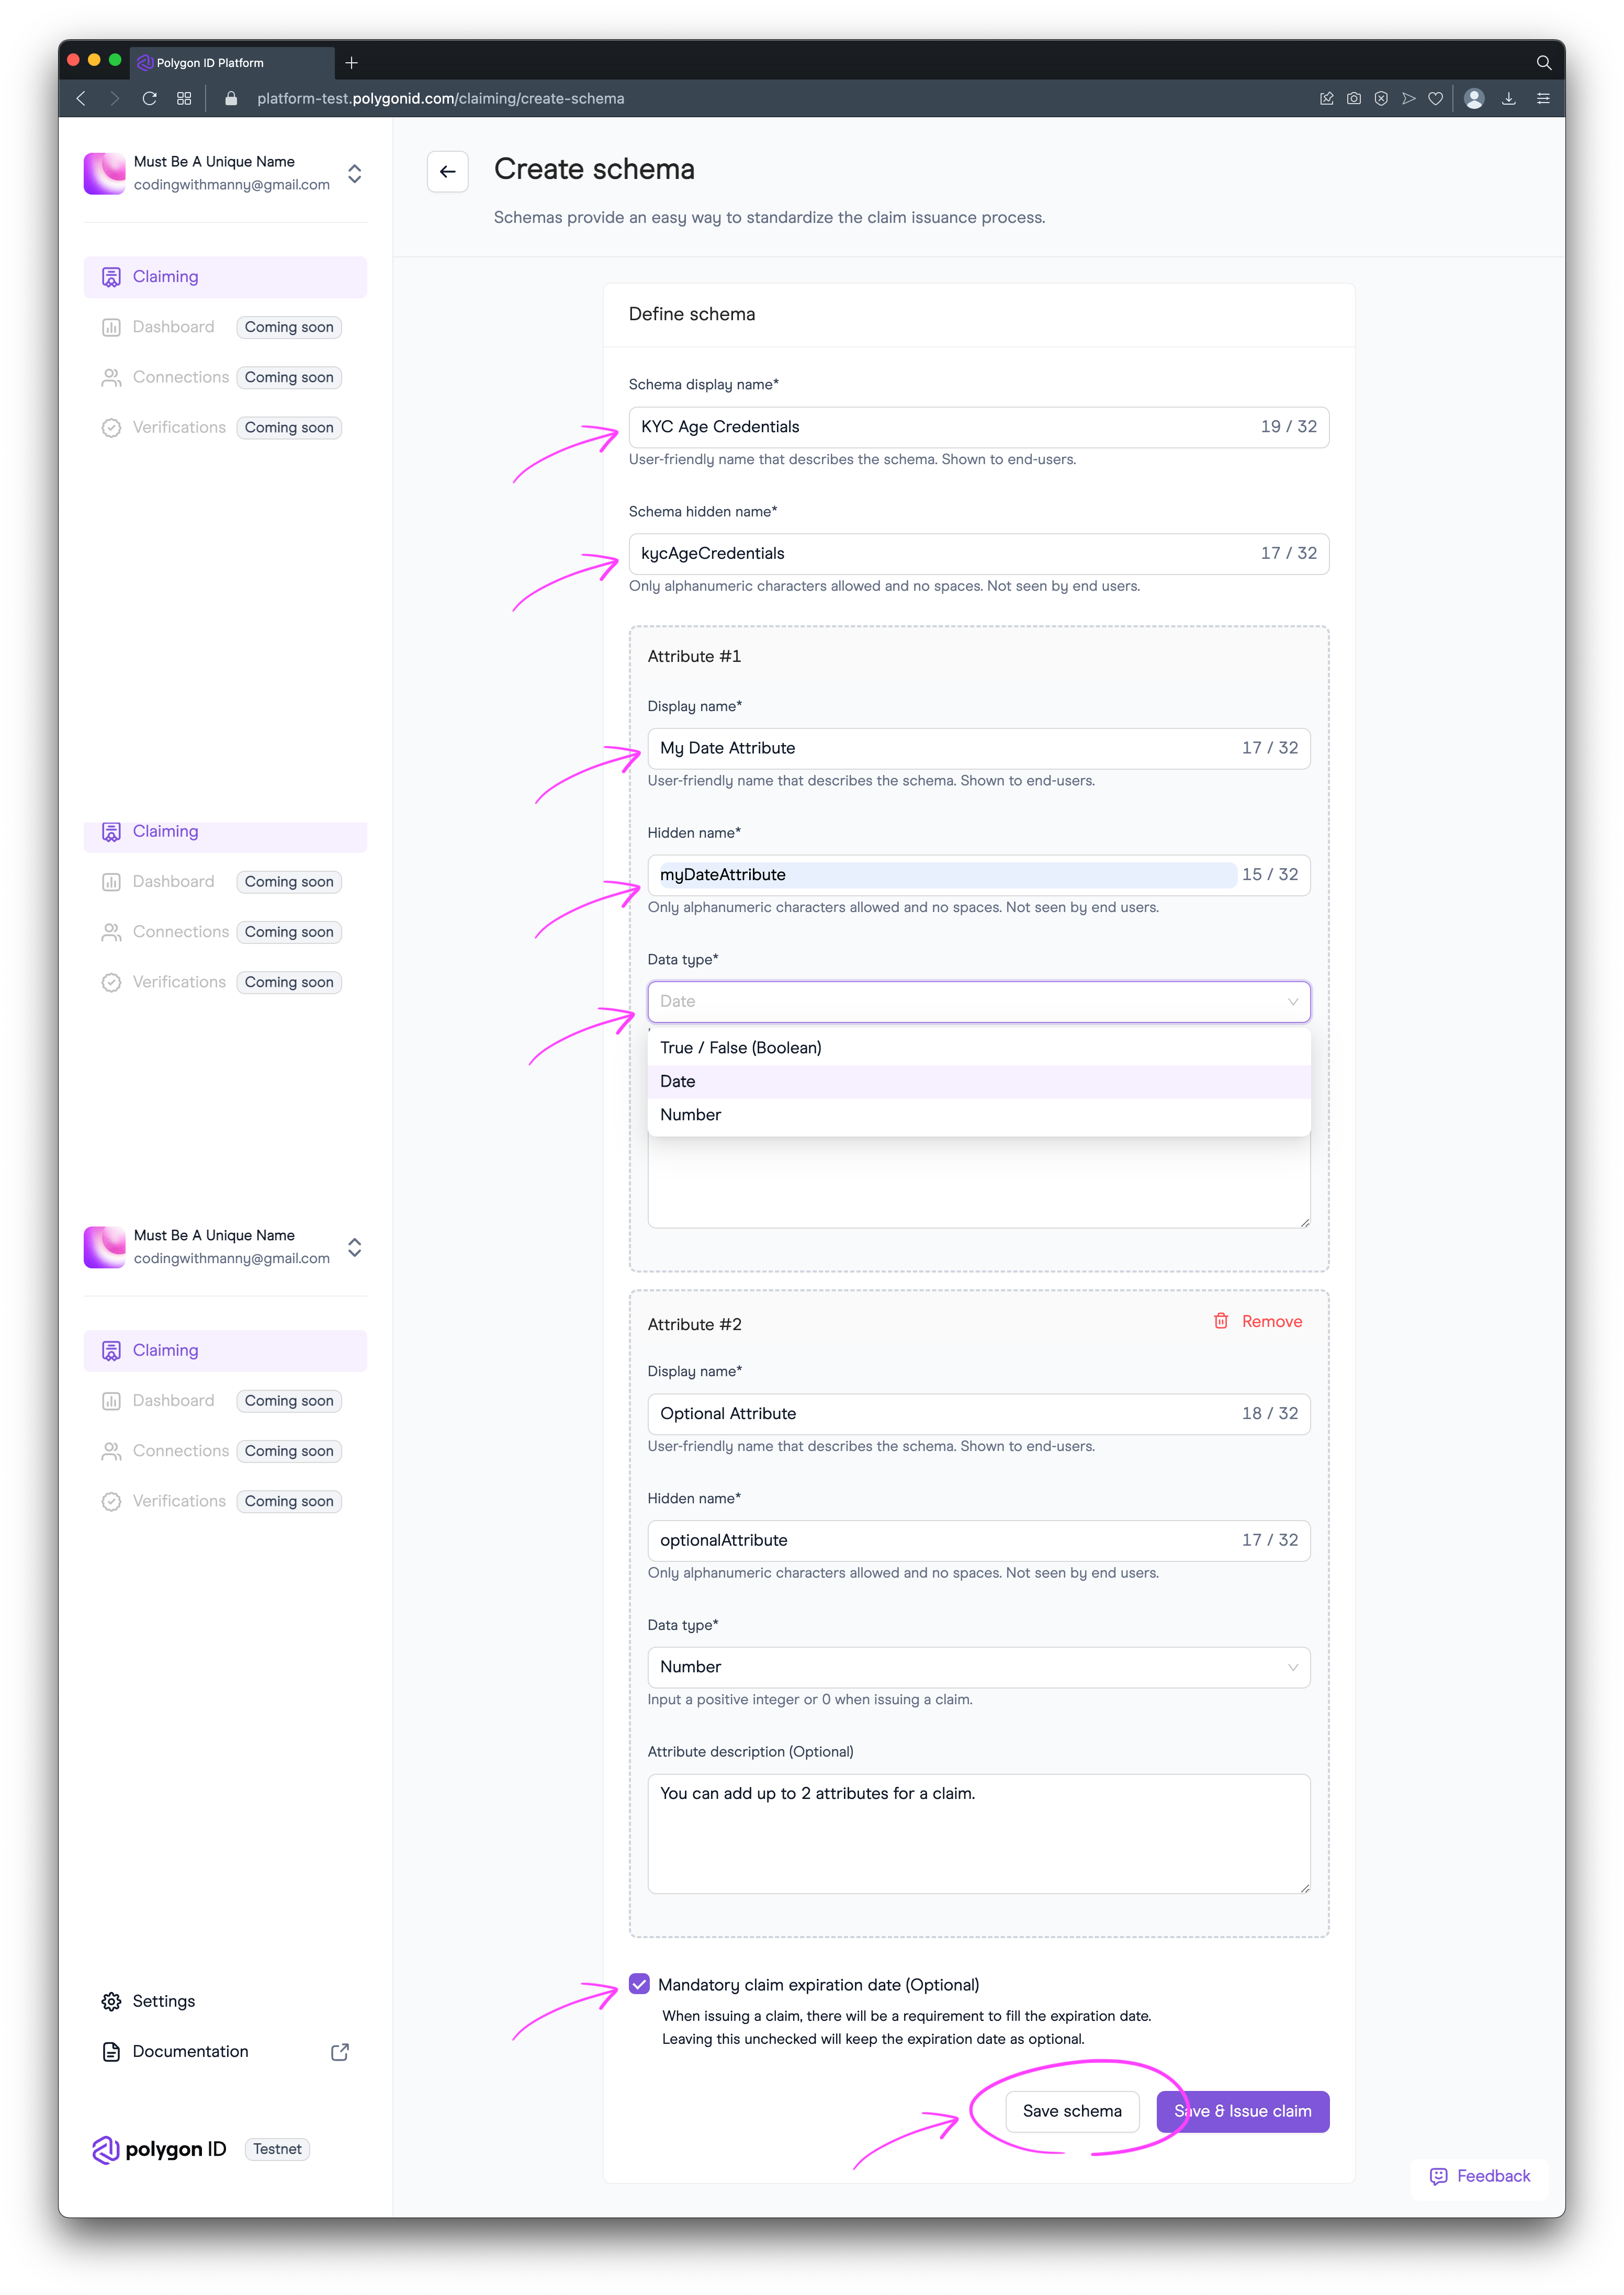 Polygon ID Platform
platform-test.polygonid.com/claiming/create-schema
Must Be A Unique Name
codingwithmanny@gmail.com
Claiming
Dashboard Coming soon
Connections Coming soon
Verifications Coming soon
Claiming
Dashboard Coming soon
Connections Coming soon
Verifications Coming soon
Must Be A Unique Name
codingwithmanny@gmail.com
Claiming
Dashboard Coming soon
Connections Coming soon
Verifications Coming soon
Settings
Documentation
polygon ID Testnet
Create schema
Schemas provide an easy way to standardize the claim issuance process.
Define schema
Schema display name*
KYC Age Credentials 19 / 32
User-friendly name that describes the schema. Shown to end-users.
Schema hidden name*
kycAgeCredentials 17 / 32
Only alphanumeric characters allowed and no spaces. Not seen by end users.
Attribute #1
Display name*
My Date Attribute 17 / 32
User-friendly name that describes the schema. Shown to end-users.
Hidden name*
myDateAttribute 15 / 32
Only alphanumeric characters allowed and no spaces. Not seen by end users.
Data type*
Date
True / False (Boolean)
Date
Number
Attribute #2
Remove
Display name*
Optional Attribute 18 / 32
User-friendly name that describes the schema. Shown to end-users.
Hidden name*
optionalAttribute 17 / 32
Only alphanumeric characters allowed and no spaces. Not seen by end users.
Data type*
Number
Input a positive integer or 0 when issuing a claim.
Attribute description (Optional)
You can add up to 2 attributes for a claim.
Mandatory claim expiration date (Optional)
When issuing a claim, there will be a requirement to fill the expiration date.
Leaving this unchecked will keep the expiration date as optional.
Save schema
Save & Issue claim
Feedback